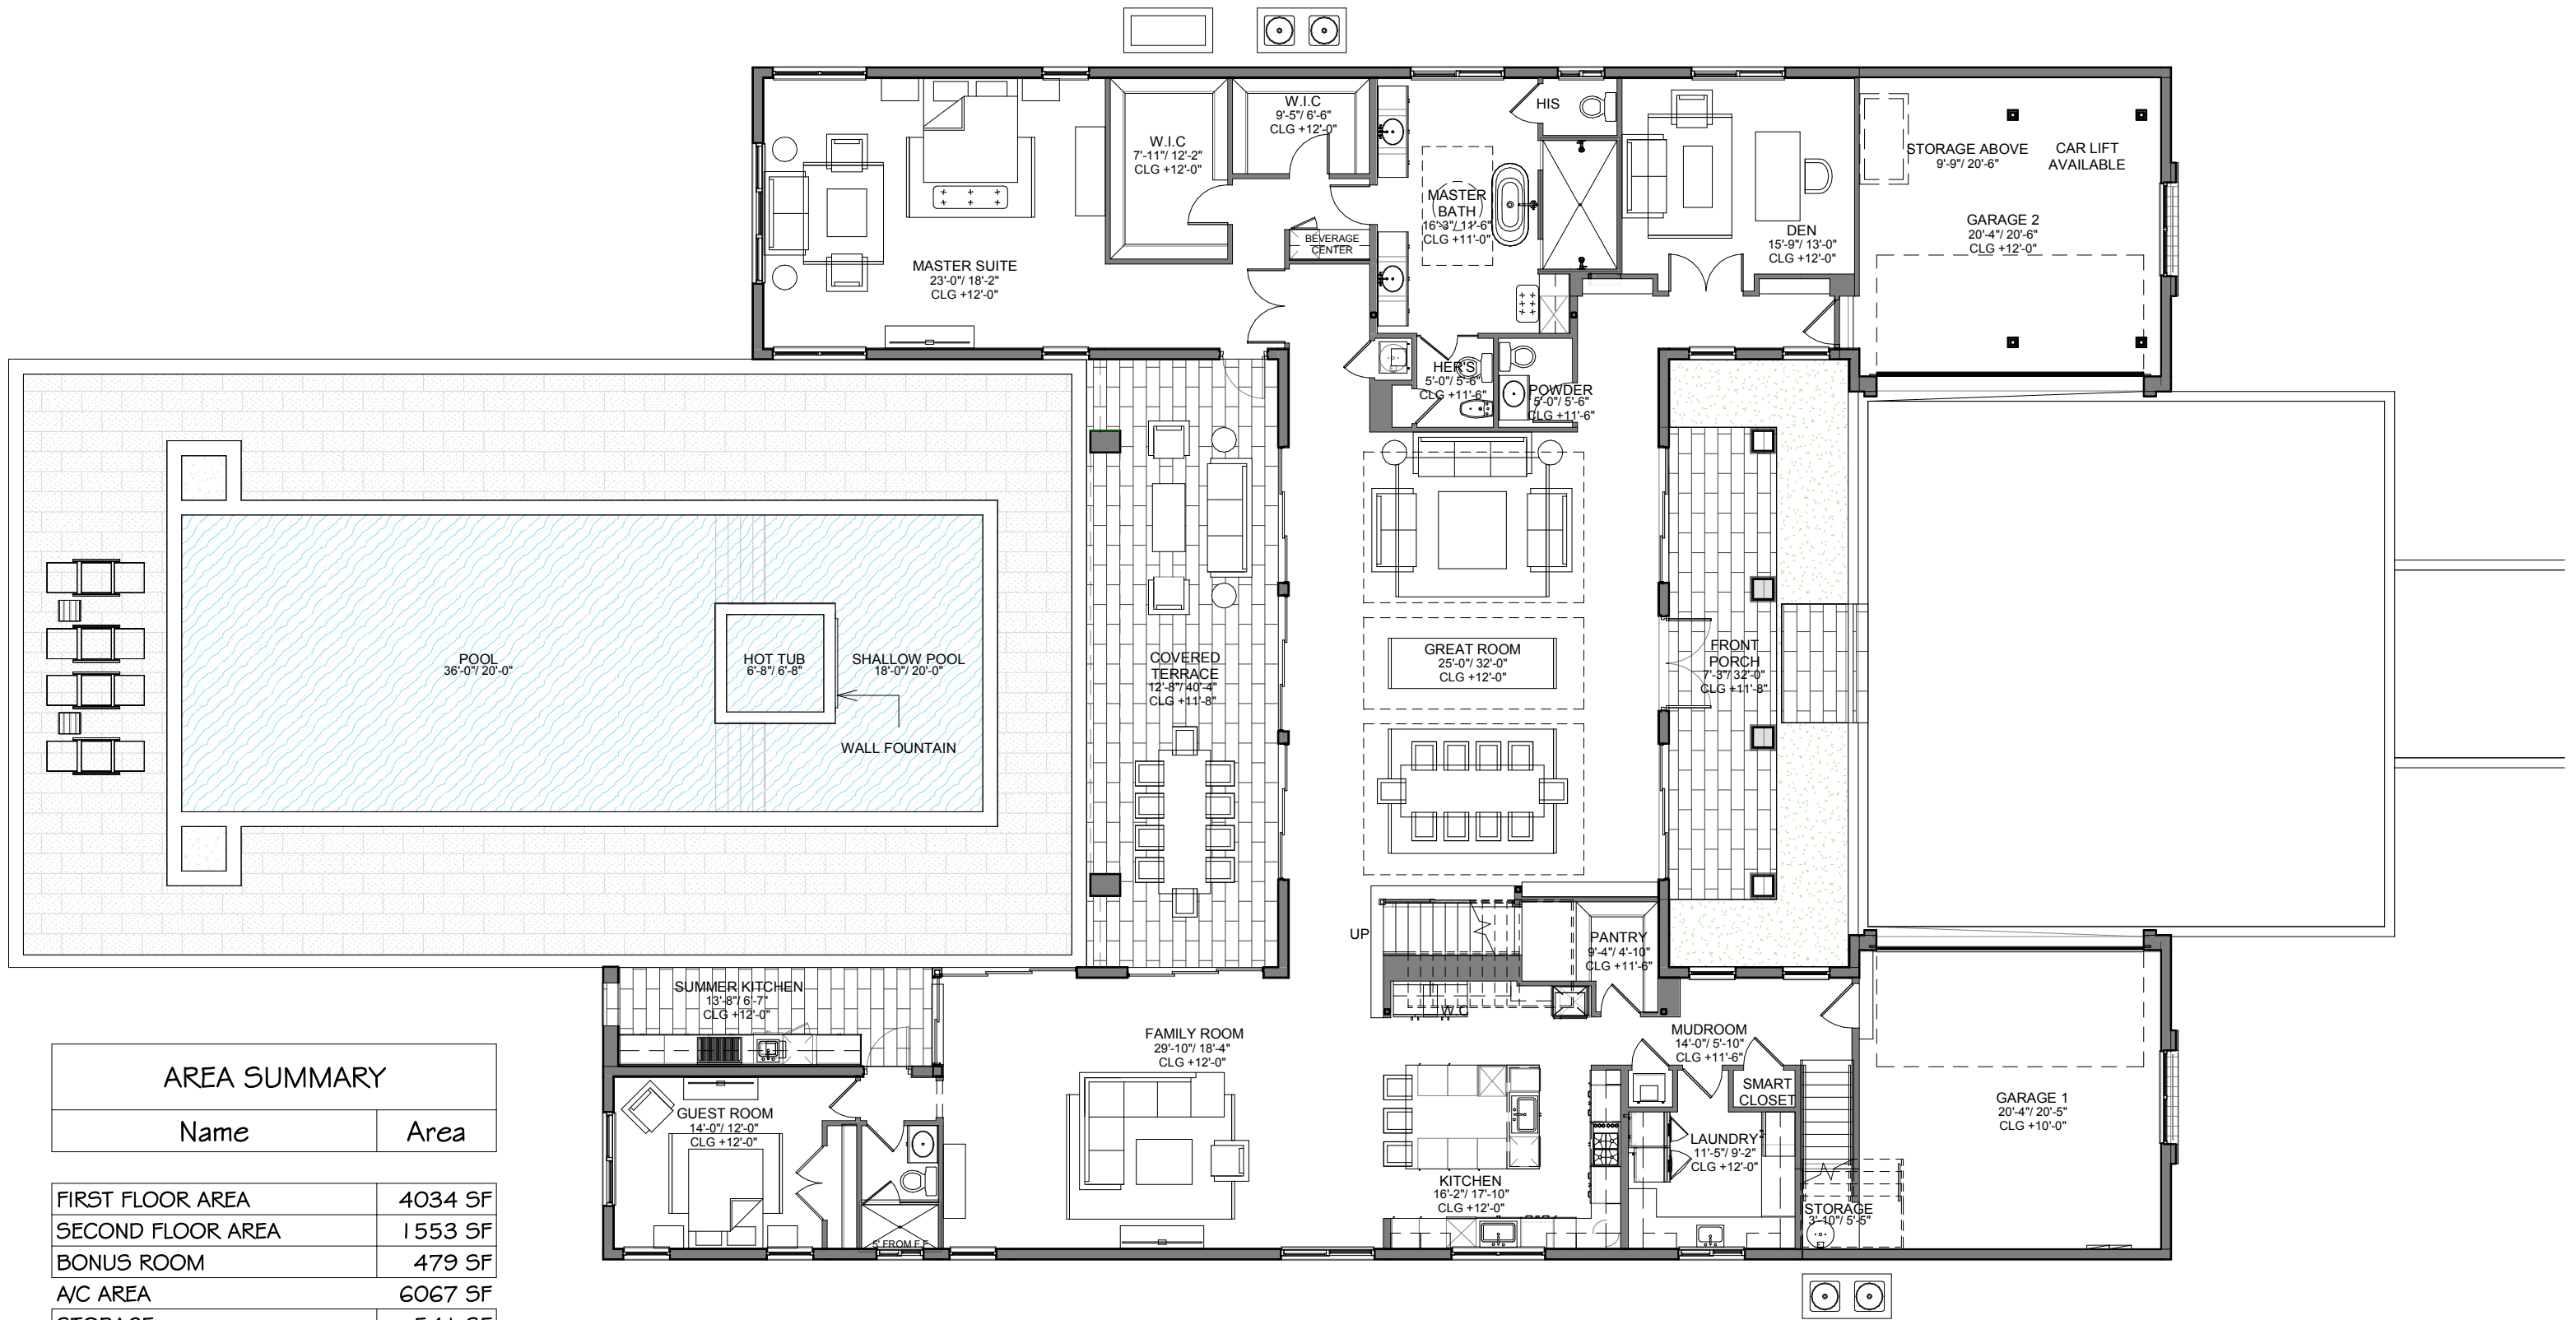 W.I.C
9'-5"/ 6'-6"
CLG +12'-0"
HIS
W.I.C
7'-11"/ 12'-2"
CLG +12'-0"
STORAGE ABOVE
9'-9"/ 20'-6"
CAR LIFT
AVAILABLE
MASTER
BATH
16'-3"/ 11'-6"
CLG +11'-0"
GARAGE 2
20'-4"/ 20'-6"
CLG +12'-0"
BEVERAGE
CENTER
DEN
15'-9"/ 13'-0"
CLG +12'-0"
MASTER SUITE
23'-0"/ 18'-2"
CLG +12'-0"
HER'S
5'-0"/ 5'-6"
CLG +11'-6"
POWDER
5'-0"/ 5'-6"
CLG +11'-6"
POOL
36'-0"/ 20'-0"
HOT TUB
6'-8"/ 6'-8"
SHALLOW POOL
18'-0"/ 20'-0"
WALL FOUNTAIN
COVERED
TERRACE
12'-8"/ 40'-4"
CLG +11'-8"
GREAT ROOM
25'-0"/ 32'-0"
CLG +12'-0"
FRONT
PORCH
7'-3"/ 32'-0"
CLG +11'-8"
UP
PANTRY
9'-4"/ 4'-10"
CLG +11'-6"
SUMMER KITCHEN
13'-8"/ 6'-7"
CLG +12'-0"
W.C
FAMILY ROOM
29'-10"/ 18'-4"
CLG +12'-0"
MUDROOM
14'-0"/ 5'-10"
CLG +11'-6"
SMART
CLOSET
GARAGE 1
20'-4"/ 20'-5"
CLG +10'-0"
GUEST ROOM
14'-0"/ 12'-0"
CLG +12'-0"
LAUNDRY
11'-5"/ 9'-2"
CLG +12'-0"
KITCHEN
16'-2"/ 17'-10"
CLG +12'-0"
STORAGE
3'-10"/ 5'-5"
5' FROM F.F
AREA SUMMARY
Name Area
FIRST FLOOR AREA 4034 SF
SECOND FLOOR AREA 1553 SF
BONUS ROOM 479 SF
A/C AREA 6067 SF